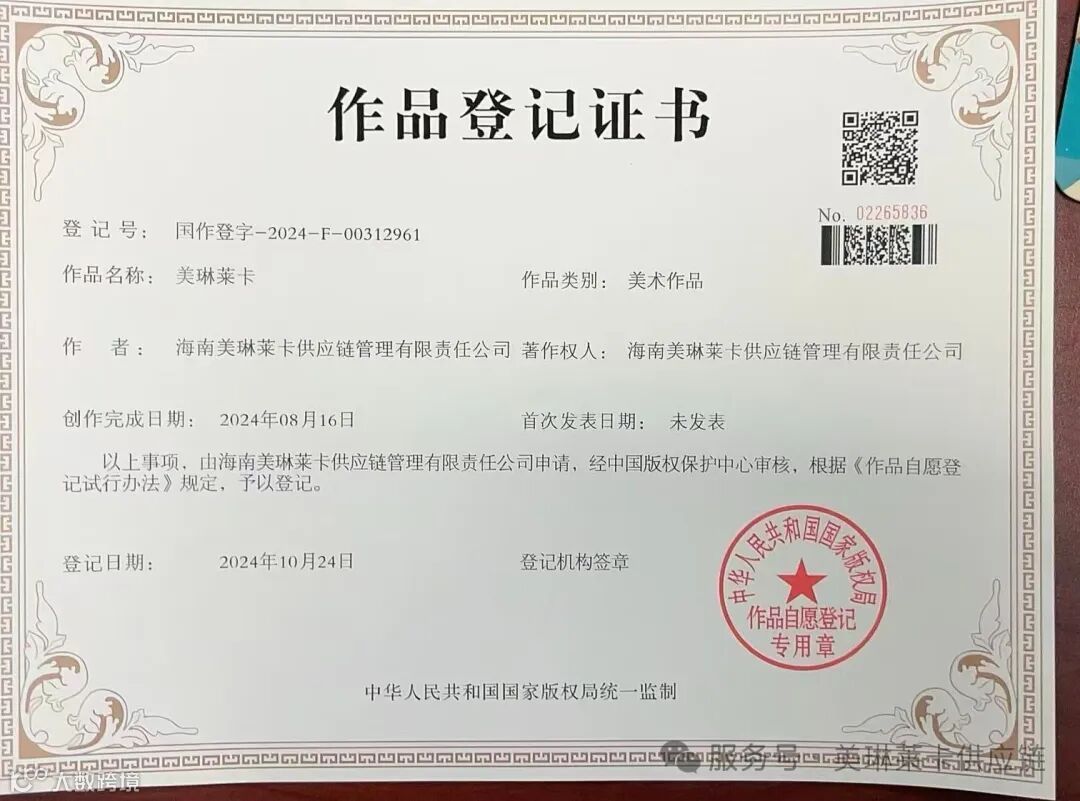 作品登记证书
No. 02265836
登 记 号： 国作登字-2024-F-00312961
作品名称： 美琳莱卡 作品类别： 美术作品
作 者： 海南美琳莱卡供应链管理有限责任公司 著作权人： 海南美琳莱卡供应链管理有限责任公司
创作完成日期： 2024年08月16日 首次发表日期： 未发表
以上事项，由海南美琳莱卡供应链管理有限责任公司申请，经中国版权保护中心审核，根据《作品自愿登
记试行办法》规定，予以登记。
登记日期： 2024年10月24日 登记机构签章
中华人民共和国国家版权局
作品自愿登记
专用章
中华人民共和国国家版权局统一监制
服务号 · 美琳莱卡供应链
大数跨境